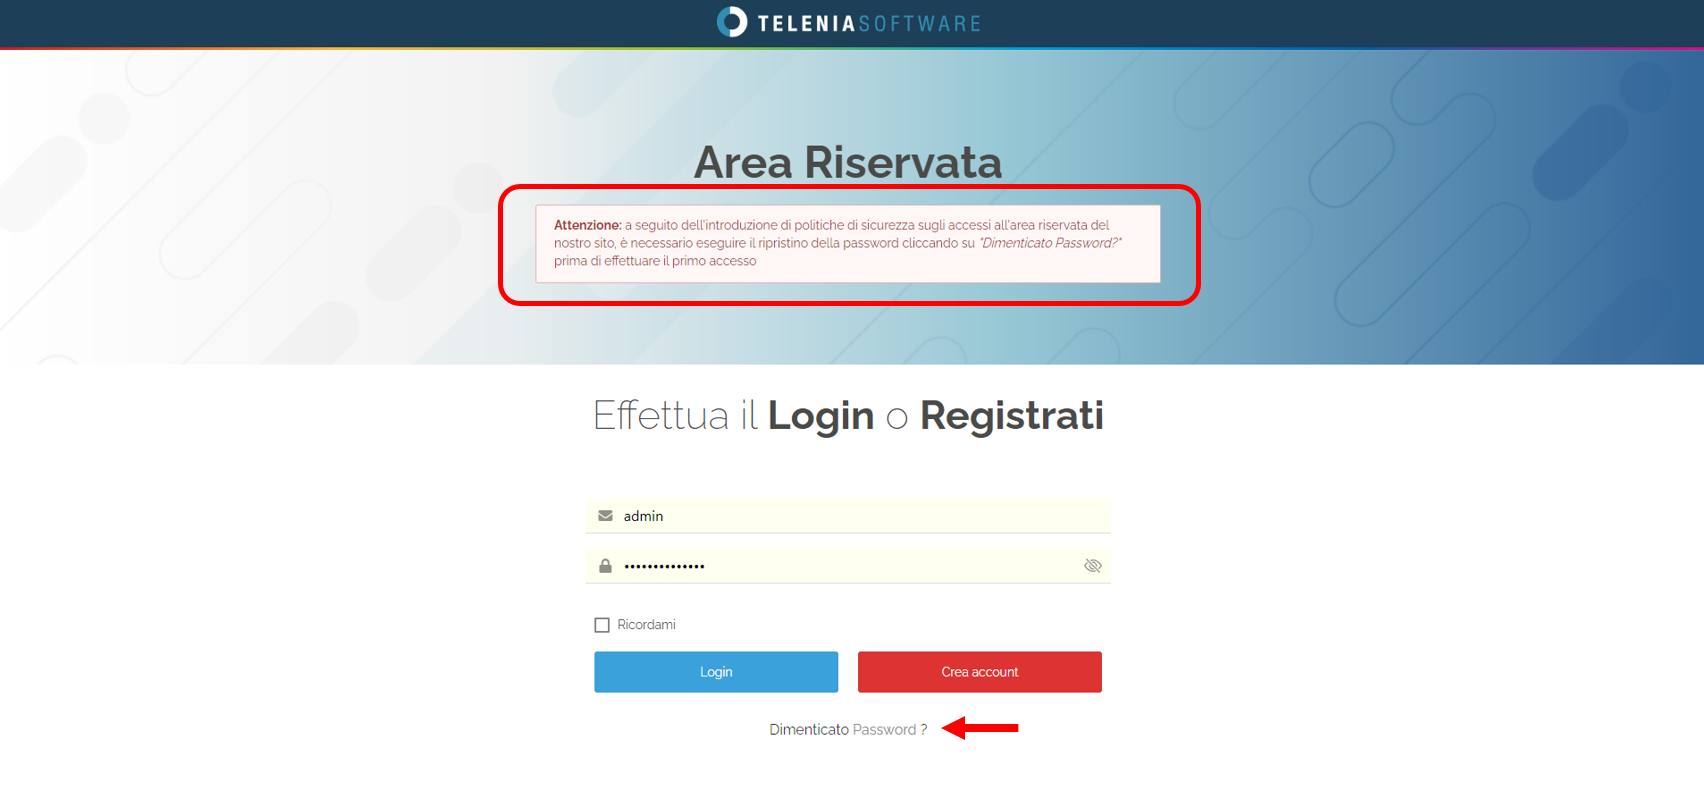 TELENIASOFTWARE
Area Riservata
Attenzione: a seguito dell'introduzione di politiche di sicurezza sugli accessi all'area riservata del
nostro sito, è necessario eseguire il ripristino della password cliccando su "Dimenticato Password?"
prima di effettuare il primo accesso
Effettua il Login o Registrati
admin
••••••••••••••
Ricordami
Login Crea account
Dimenticato Password ?